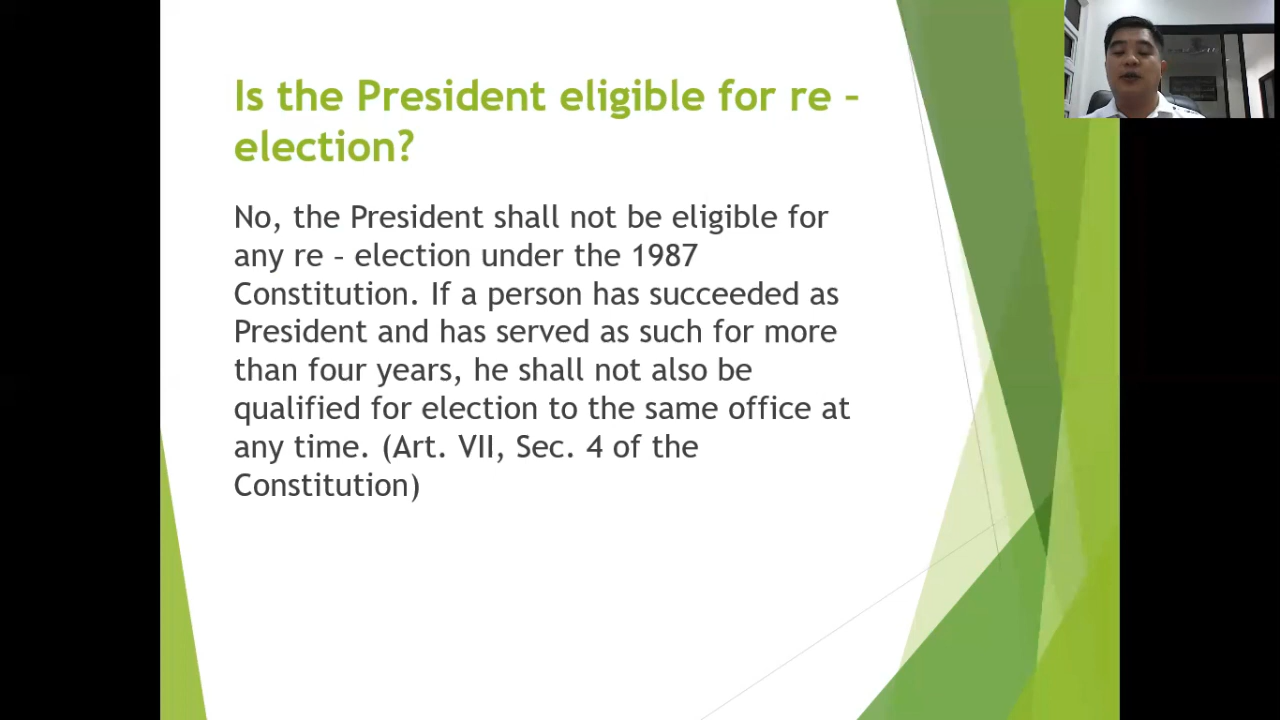 Is the President eligible for re –
election?
No, the President shall not be eligible for
any re – election under the 1987
Constitution. If a person has succeeded as
President and has served as such for more
than four years, he shall not also be
qualified for election to the same office at
any time. (Art. VII, Sec. 4 of the
Constitution)